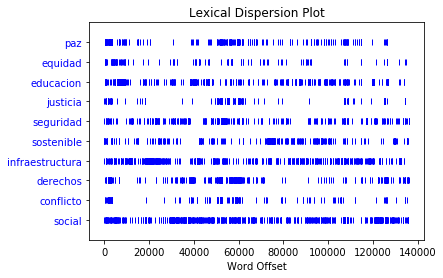 Lexical Dispersion Plot
paz
equidad
educacion
justicia
seguridad
sostenible
infraestructura
derechos
conflicto
social
0 20000 40000 60000 80000 100000 120000 140000
Word Offset